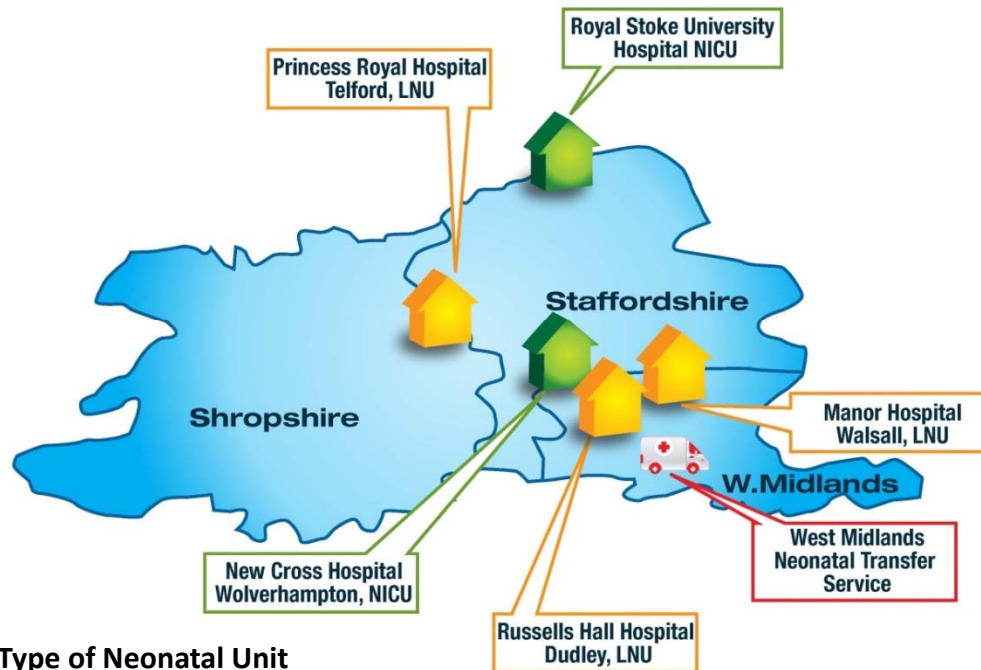 Royal Stoke University
Hospital NICU
Princess Royal Hospital
Telford, LNU
Staffordshire
Shropshire
Manor Hospital
Walsall, LNU
W.Midlands
West Midlands
Neonatal Transfer
Service
New Cross Hospital
Wolverhampton, NICU
Russells Hall Hospital
Dudley, LNU
Type of Neonatal Unit